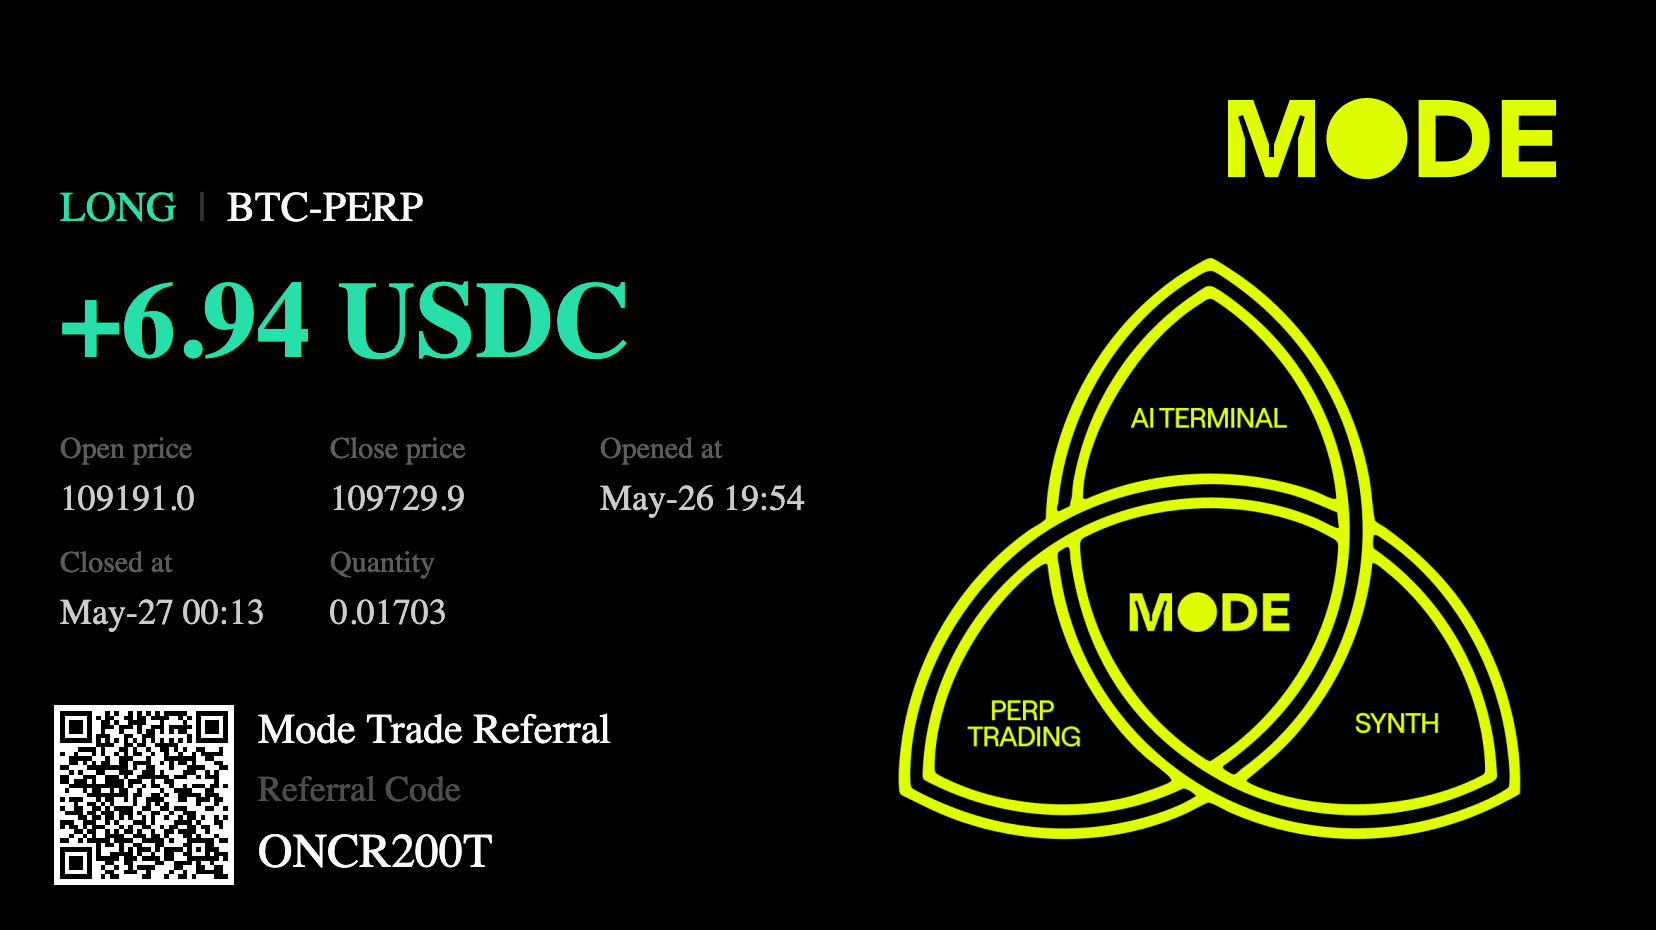 MODE
LONG | BTC-PERP
+6.94 USDC
Open price
Close price
Opened at
109191.0
109729.9
May-26 19:54
Closed at
Quantity
May-27 00:13
0.01703
Mode Trade Referral
Referral Code
ONCR200T
AI TERMINAL
MODE
PERP
TRADING
SYNTH